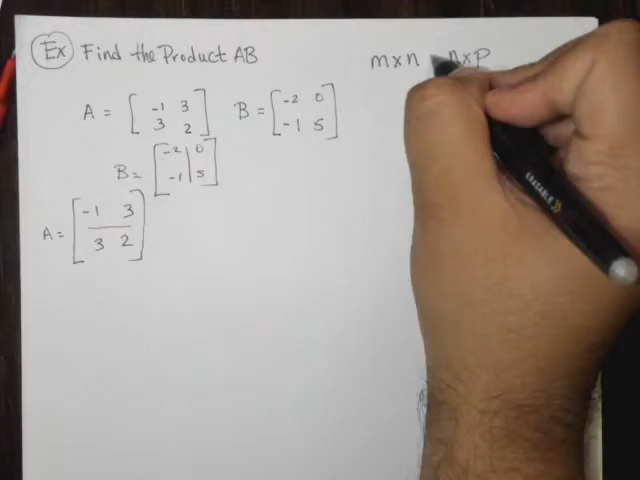 Ex Find the Product AB
m×n n×p
A = [ -1 3
3 2 ] B = [ -2 0
-1 5 ]
B = [ -2 0
-1 5 ]
A = [ -1 3
3 2 ]
ERASABLE